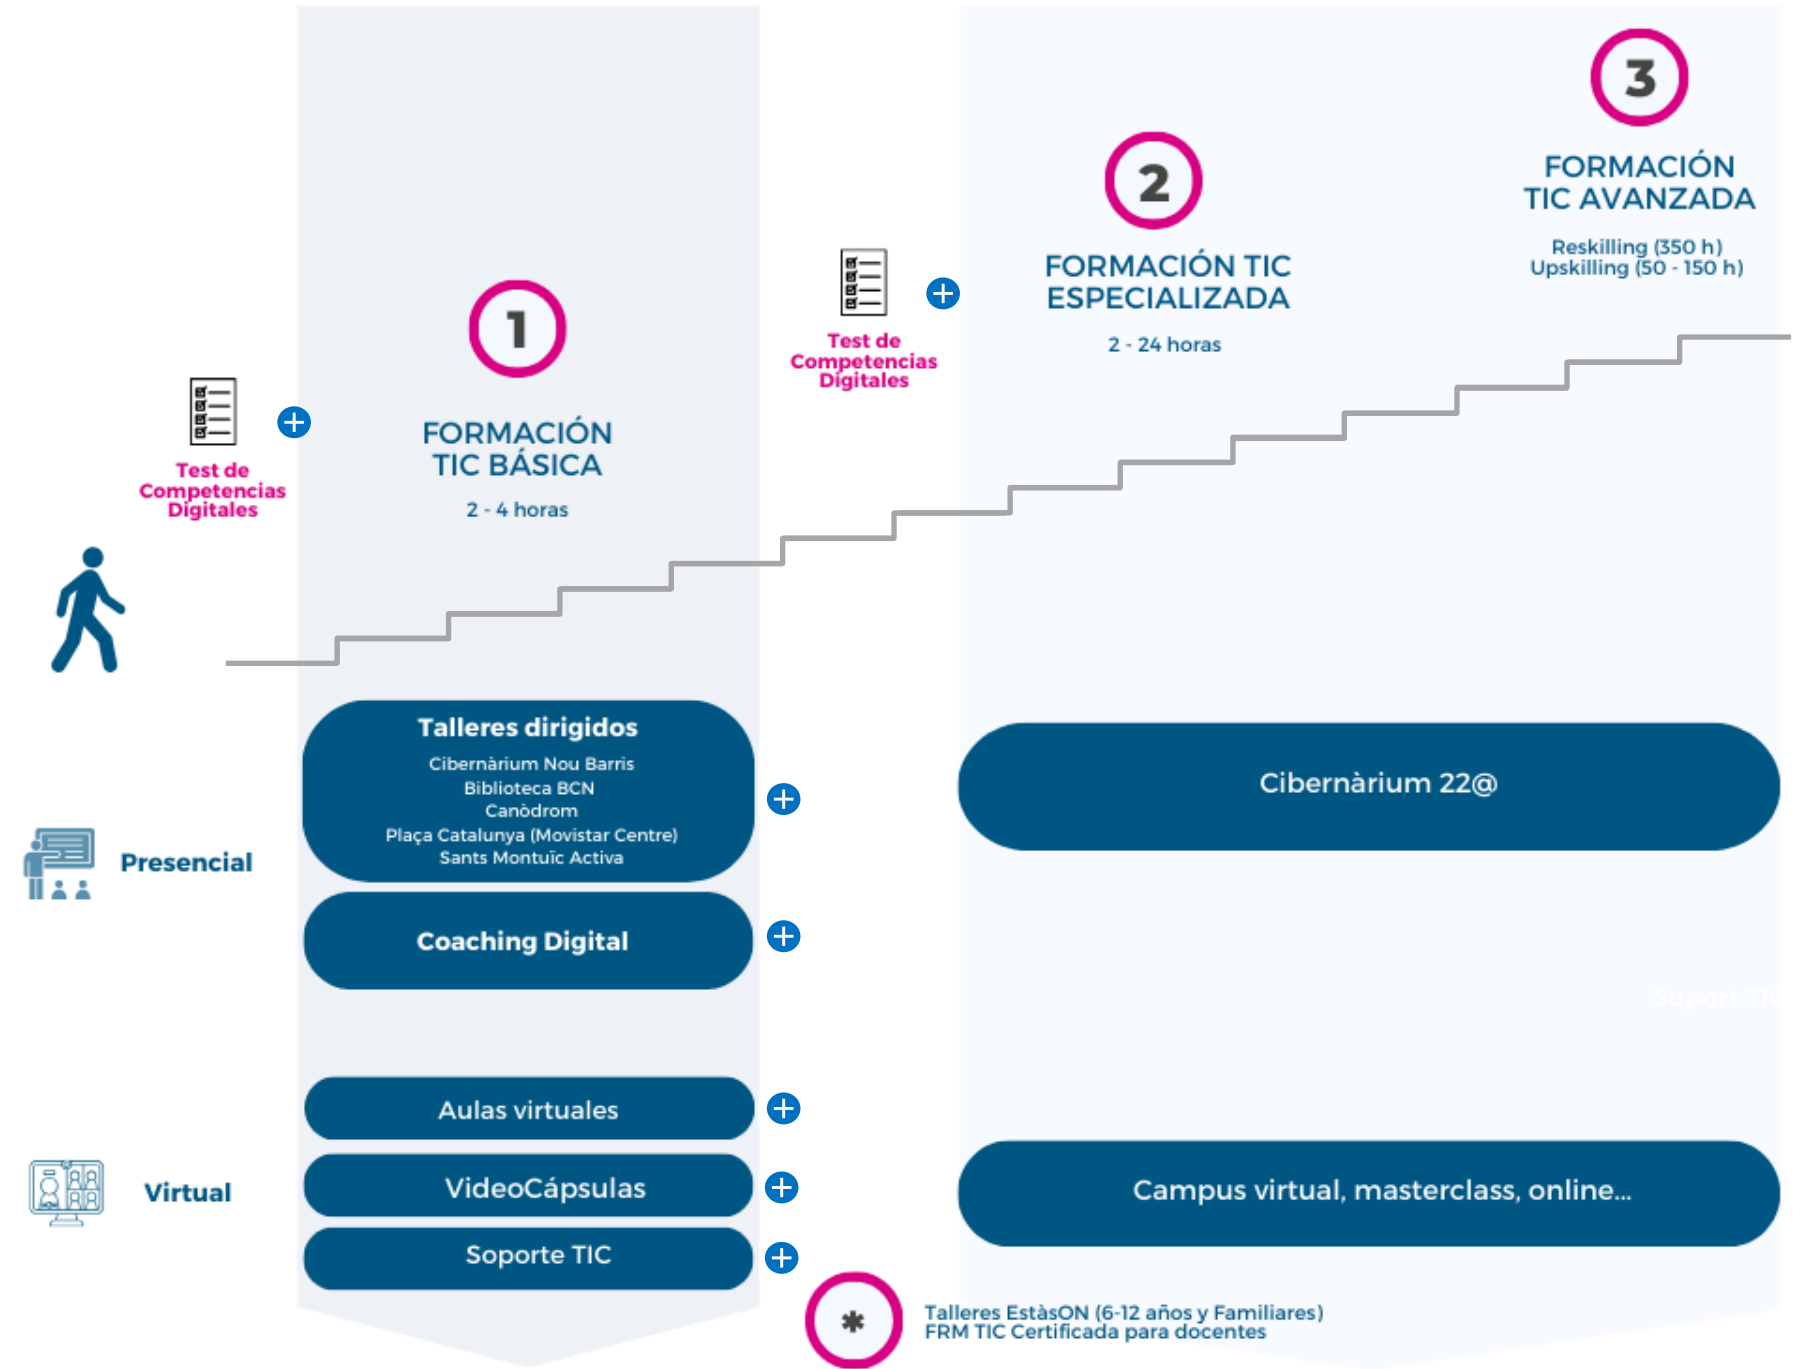 3
FORMACIÓN
TIC AVANZADA
Reskilling (350 h)
Upskilling (50 - 150 h)
2
FORMACIÓN TIC
ESPECIALIZADA
2 - 24 horas
Test de
Competencias
Digitales
1
FORMACIÓN
TIC BÁSICA
2 - 4 horas
Test de
Competencias
Digitales
Presencial
Talleres dirigidos
Cibernàrium Nou Barris
Biblioteca BCN
Canòdrom
Plaça Catalunya (Movistar Centre)
Sants Montuïc Activa
Coaching Digital
Cibernàrium 22@
Suport TIC
Virtual
Aulas virtuales
VideoCápsulas
Soporte TIC
Campus virtual, masterclass, online...
*
Talleres EstàsON (6-12 años y Familiares)
FRM TIC Certificada para docentes